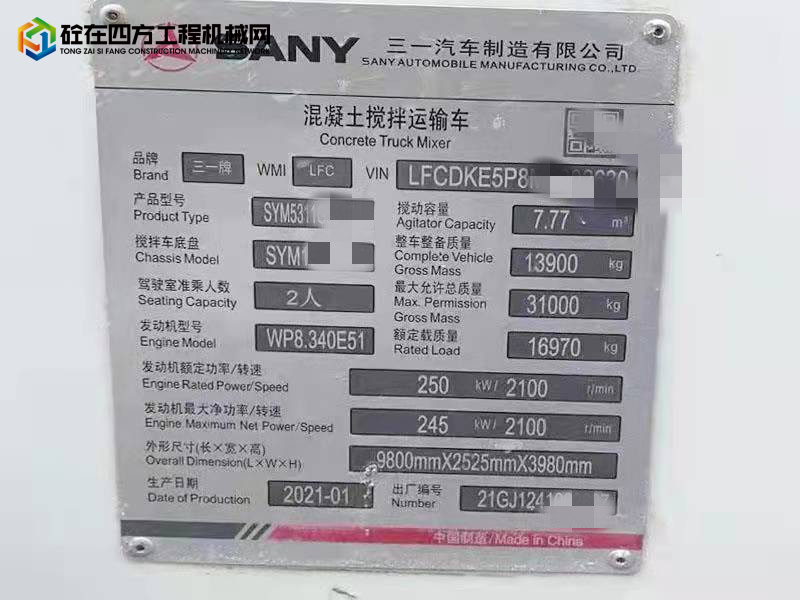 砼在四方工程机械网
TONG ZAI SI FANG CONSTRUCTION MACHINERY NETWORK
SANY 三一汽车制造有限公司
SANY AUTOMOBILE MANUFACTURING CO.,LTD.
混凝土搅拌运输车
Concrete Truck Mixer
品牌 Brand 三一牌 WMI LFC VIN LFCDKE5P8
产品型号 Product Type SYM5311
搅动容量 Agitator Capacity 7.77 m³
搅拌车底盘 Chassis Model SYM1
整车整备质量 Complete Vehicle Gross Mass 13900 kg
驾驶室准乘人数 Seating Capacity 2人
最大允许总质量 Max. Permission Gross Mass 31000 kg
发动机型号 Engine Model WP8.340E51
额定载质量 Rated Load 16970 kg
发动机额定功率/转速 Engine Rated Power/Speed 250 kW/ 2100 r/min
发动机最大净功率/转速 Engine Maximum Net Power/Speed 245 kW/ 2100 r/min
外形尺寸(长×宽×高) Overall Dimension(L×W×H) 9800mmX2525mmX3980mm
生产日期 Date of Production 2021-01
出厂编号 Number 21GJ124
中国制造/Made in China